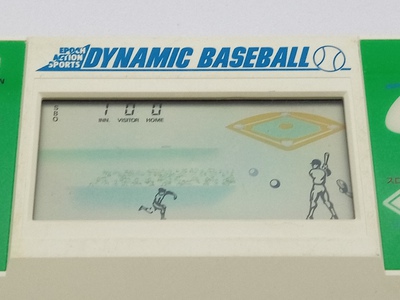 EPOCH
ACTION
SPORTS
DYNAMIC BASEBALL
S
B
O
1 0 0
INN. VISITOR HOME